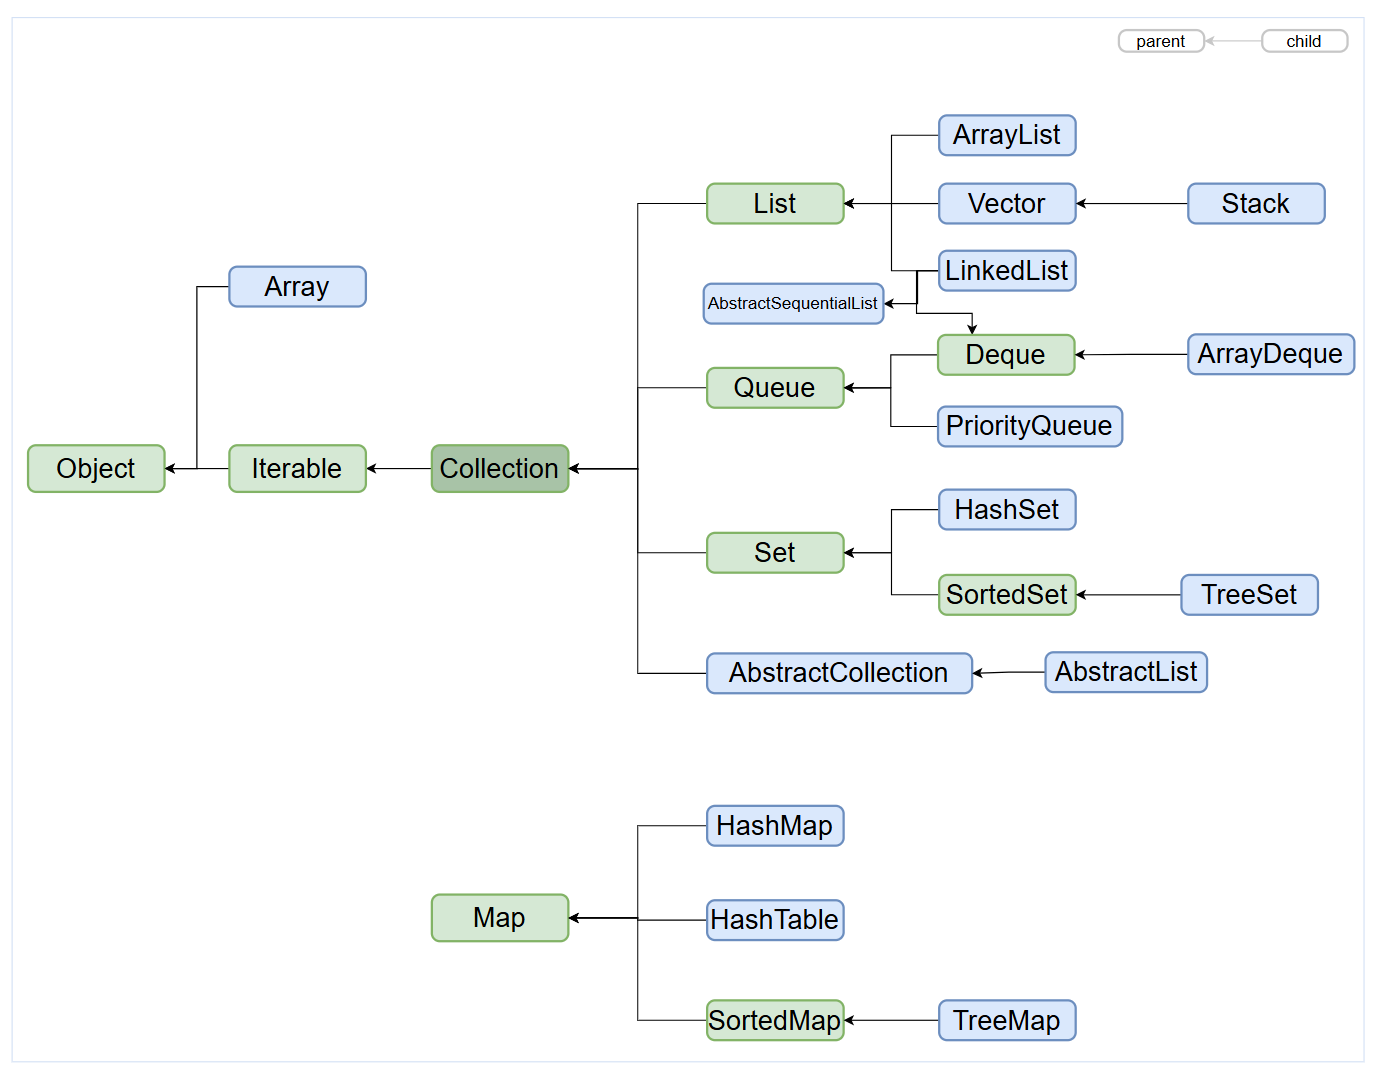 parent
child
ArrayList
List
Vector
Stack
LinkedList
Array
AbstractSequentialList
Deque
ArrayDeque
Queue
PriorityQueue
Object
Iterable
Collection
HashSet
Set
SortedSet
TreeSet
AbstractCollection
AbstractList
HashMap
Map
HashTable
SortedMap
TreeMap